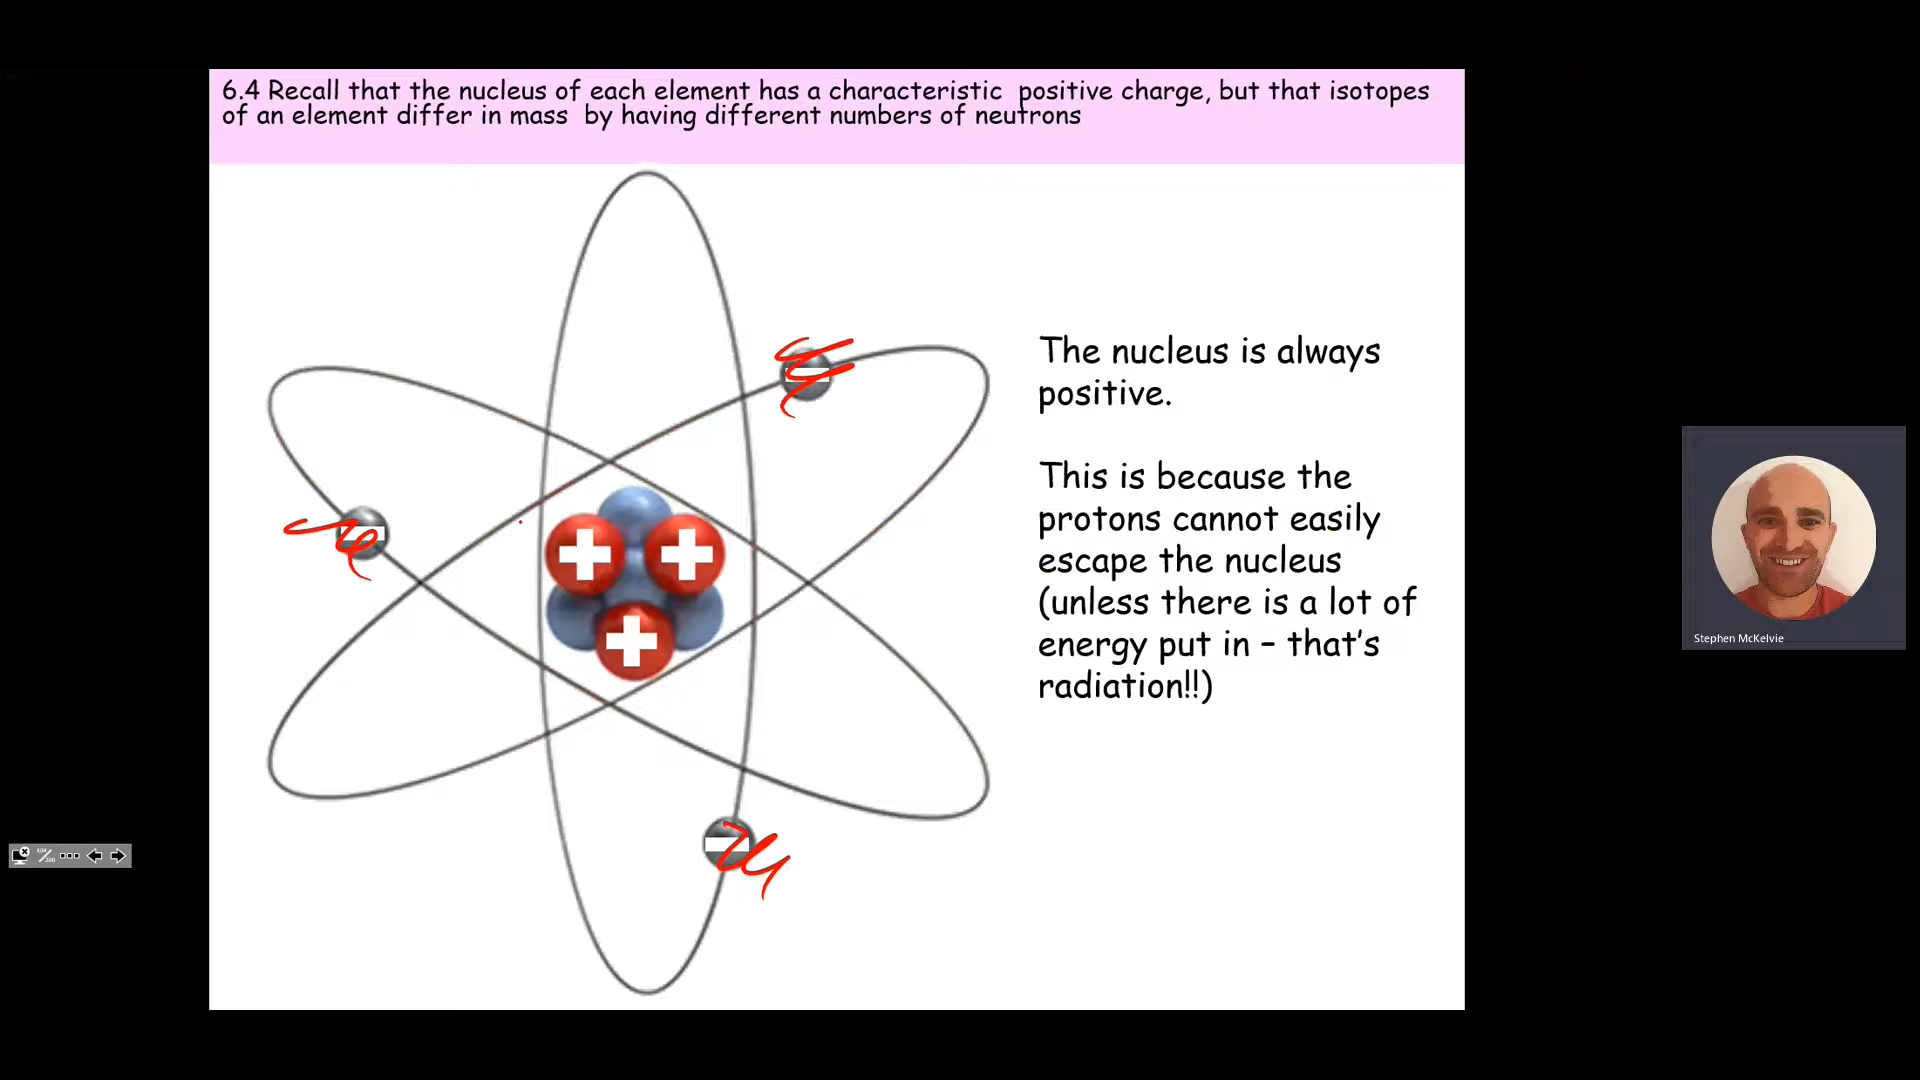 6.4 Recall that the nucleus of each element has a characteristic positive charge, but that isotopes
of an element differ in mass by having different numbers of neutrons
The nucleus is always
positive.
This is because the
protons cannot easily
escape the nucleus
(unless there is a lot of
energy put in – that's
radiation!!)
Stephen McKelvie